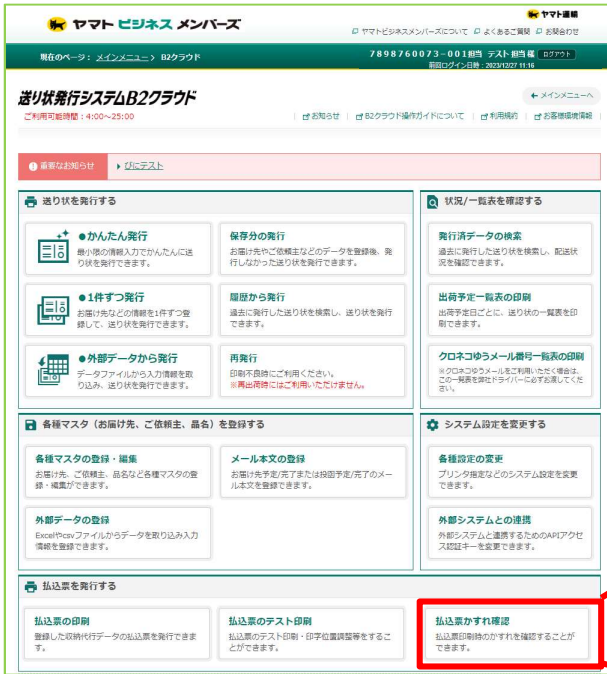 ヤマト運輸
ヤマト ビジネス メンバーズ
ヤマトビジネスメンバーズについて よくあるご質問 お問合わせ
現在のページ: メインメニュー > B2クラウド
7898760073-001担当 テスト担当様 ログアウト
前回ログイン日時:2023/12/27 11:16
送り状発行システムB2クラウド
ご利用可能時間:4:00~25:00
メインメニューへ
お知らせ B2クラウド操作ガイドについて 利用規約 お客様環境情報
重要なお知らせ びにテスト
送り状を発行する
●かんたん発行
最小限の情報入力でかんたんに送
り状を発行できます。
保存分の発行
お届け先やご依頼主などのデータを登録後、発
行しなかった送り状を発行できます。
●1件ずつ発行
お届け先などの情報を1件ずつ登
録して、送り状を発行できます。
履歴から発行
過去に発行した送り状を検索し、送り状を発行
できます。
●外部データから発行
データファイルから入力情報を取
り込み、送り状を発行できます。
再発行
印刷不良時にご利用ください。
※再出荷時にはご利用いただけません。
状況/一覧表を確認する
発行済データの検索
過去に発行した送り状を検索し、配送状
況を確認できます。
出荷予定一覧表の印刷
出荷予定日ごとに、送り状の一覧表を印
刷できます。
クロネコゆうメール番号一覧表の印刷
※クロネコゆうメールをご利用いただく場合は、
この一覧表を弊社ドライバーに必ずお渡しくだ
さい。
各種マスタ(お届け先、ご依頼主、品名)を登録する
各種マスタの登録・編集
お届け先、ご依頼主、品名など各種マスタの登
録・編集ができます。
メール本文の登録
お届け予定/完了または投函予定/完了のメー
ル本文を登録できます。
外部データの登録
Excelやcsvファイルからデータを取り込み入力
情報を登録できます。
システム設定を変更する
各種設定の変更
プリンタ指定などのシステム設定を変更
できます。
外部システムとの連携
外部システムと連携するためのAPIアクセ
ス認証キーを変更できます。
払込票を発行する
払込票の印刷
登録した収納代行データの払込票を発行できま
す。
払込票のテスト印刷
払込票のテスト印刷・印字位置調整等をするこ
とができます。
払込票かすれ確認
払込票印刷時のかすれを確認することが
できます。